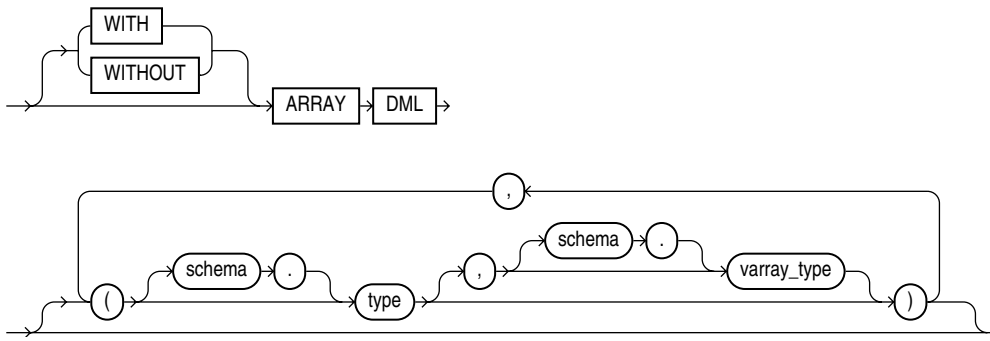 WITH
WITHOUT
ARRAY DML
,
schema .
schema . , varray_type
( type )